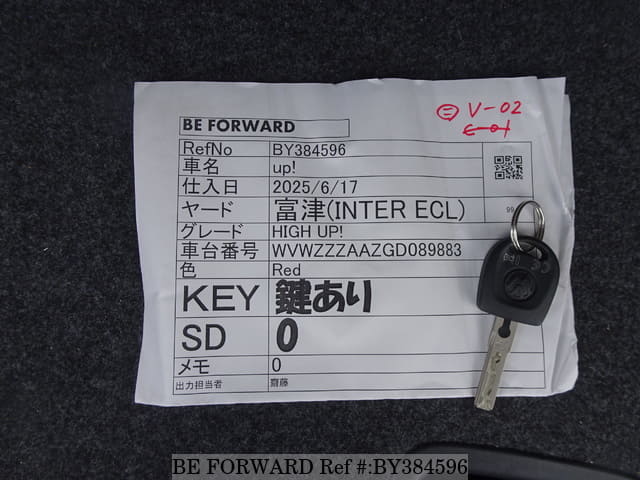 ㊁ V-02
E-01
BE FORWARD
RefNo BY384596
車名 up!
仕入日 2025/6/17
ヤード 富津(INTER ECL)
グレード HIGH UP!
車台番号 WVWZZZAAZGD089883
色 Red
KEY 鍵あり
SD 0
メモ 0
出力担当者 齋藤
BE FORWARD Ref #:BY384596